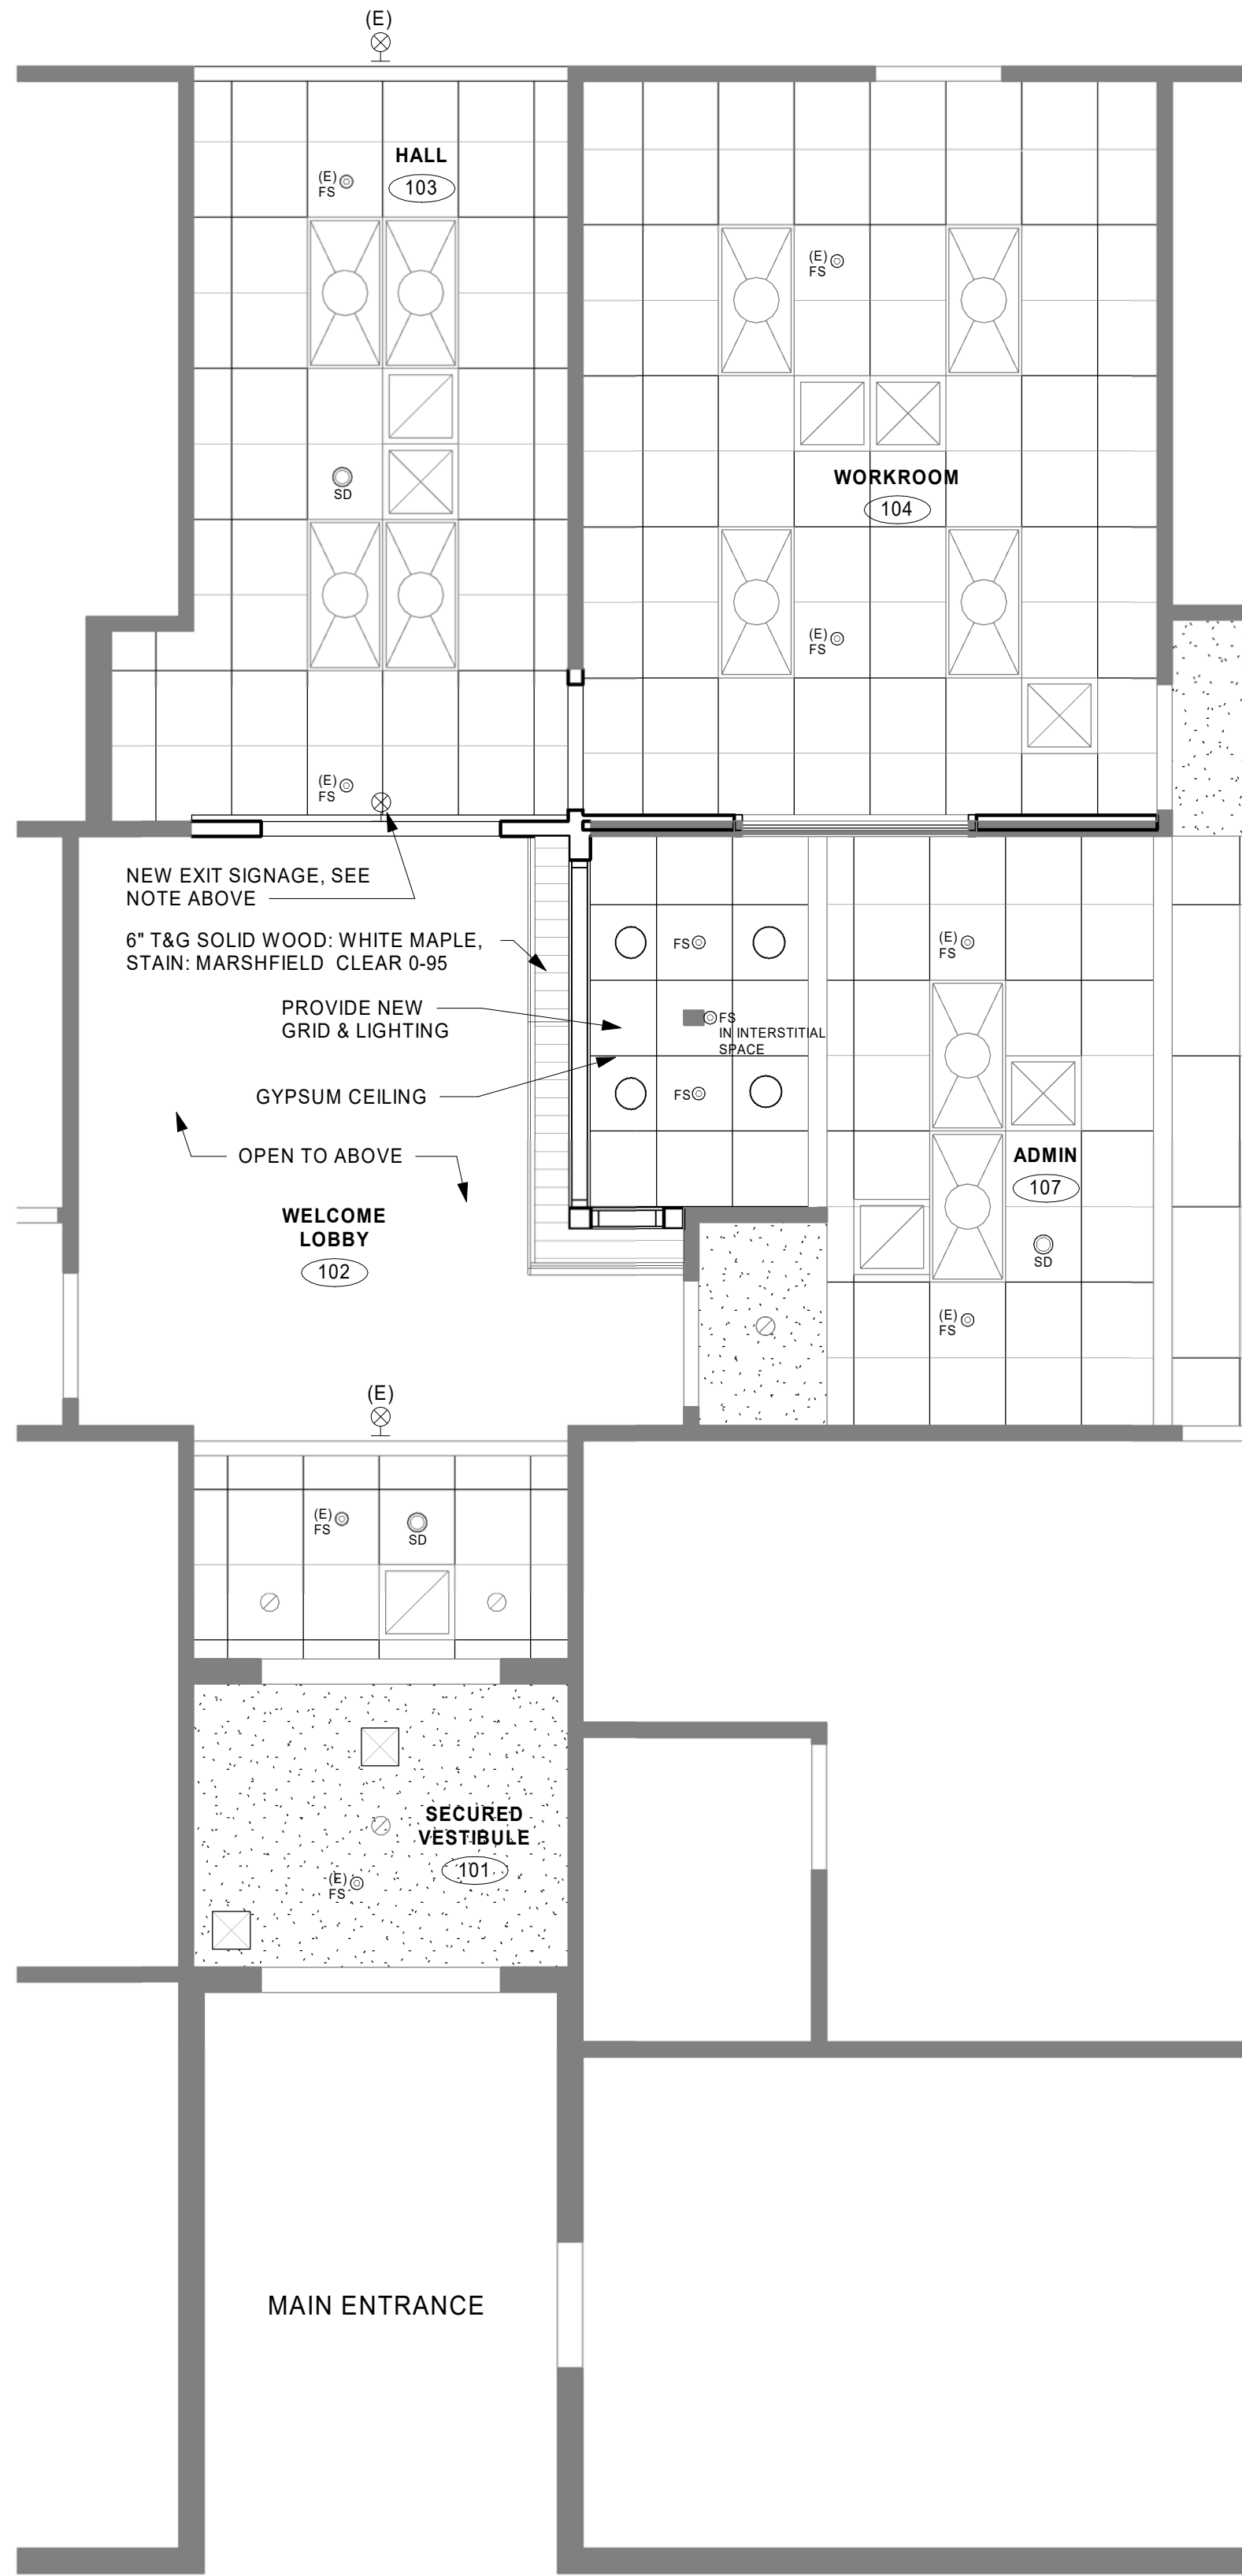 (E)
HALL
103
(E)
FS
(E)
FS
WORKROOM
104
SD
(E)
FS
(E)
FS
NEW EXIT SIGNAGE, SEE
NOTE ABOVE
6" T&G SOLID WOOD: WHITE MAPLE,
STAIN: MARSHFIELD CLEAR 0-95
PROVIDE NEW
GRID & LIGHTING
GYPSUM CEILING
OPEN TO ABOVE
WELCOME
LOBBY
102
FS
FS
IN INTERSTITIAL
SPACE
FS
(E)
FS
ADMIN
107
SD
(E)
FS
(E)
(E)
FS
SD
SECURED
VESTIBULE
101
(E)
FS
MAIN ENTRANCE